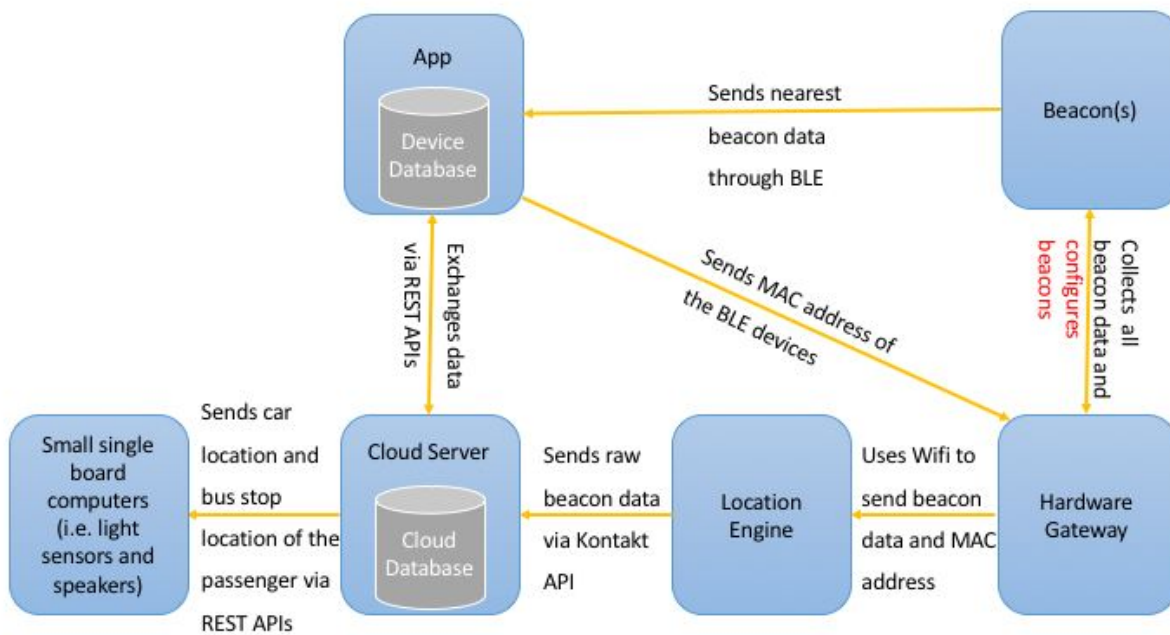 App
Device
Database
Sends nearest
beacon data
through BLE
Beacon(s)
Exchanges data
via REST APIs
Sends MAC address of
the BLE devices
Collects all
beacon data and
configures
beacons
Small single
board
computers
(i.e. light
sensors and
speakers)
Sends car
location and
bus stop
location of the
passenger via
REST APIs
Cloud Server
Cloud
Database
Sends raw
beacon data
via Kontakt
API
Location
Engine
Uses Wifi to
send beacon
data and MAC
address
Hardware
Gateway